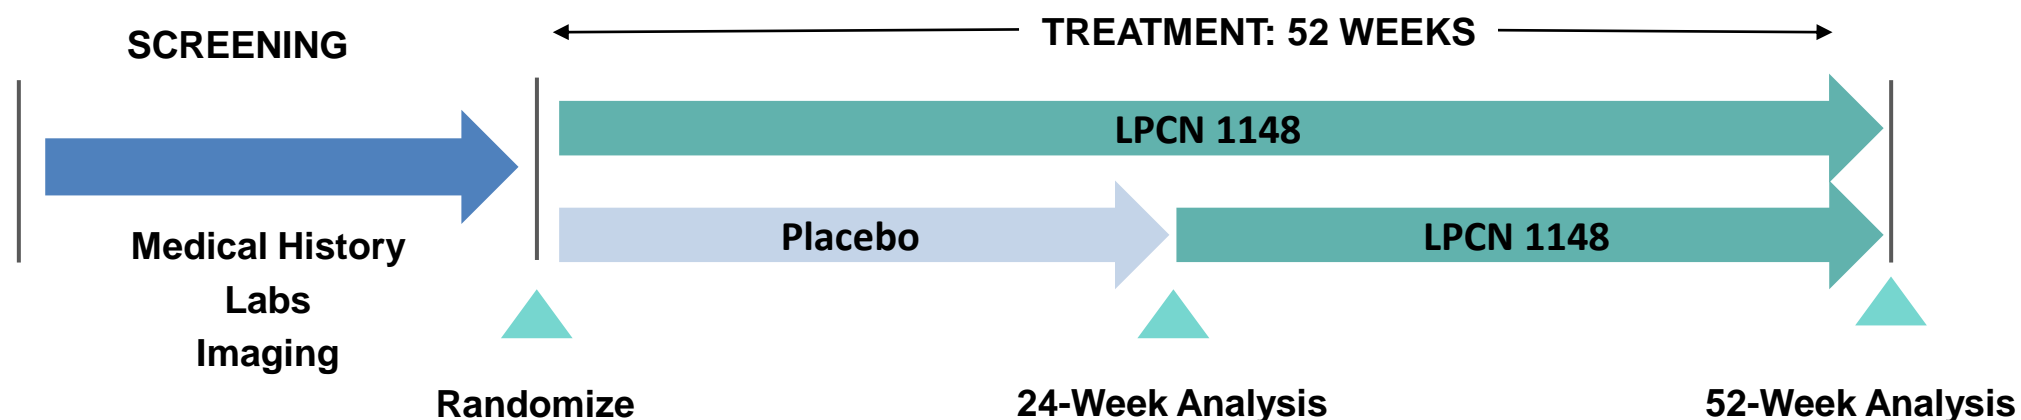 SCREENING
TREATMENT: 52 WEEKS
LPCN 1148
Placebo
LPCN 1148
Medical History
Labs
Imaging
Randomize
24-Week Analysis
52-Week Analysis